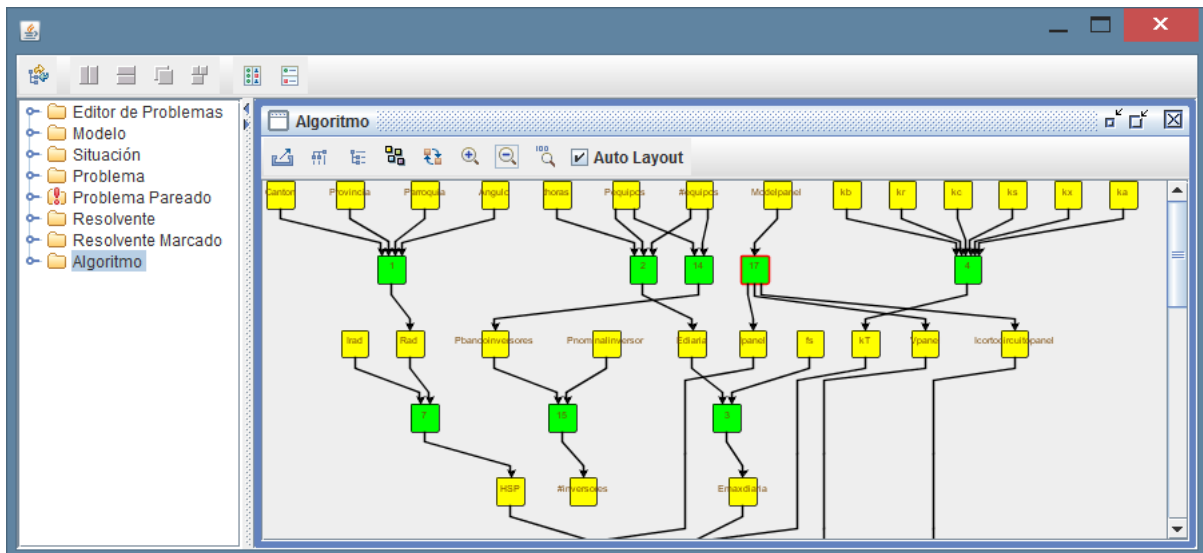 Editor de Problemas
Modelo
Situación
Problema
Problema Pareado
Resolvente
Resolvente Marcado
Algoritmo
Algoritmo
100
Auto Layout
Canton Provincia Parroquia Angulo horas Pequipos #equipos Modelpanel kb kr kc ks kx ka
1 2 14 17 4
Irad Rad Pbancoinversores Pnominalinversor Ediaria Ipanel fs kT Vpanel Icortocircuitopanel
7 15 3
HSP #inversores Emaxdiaria